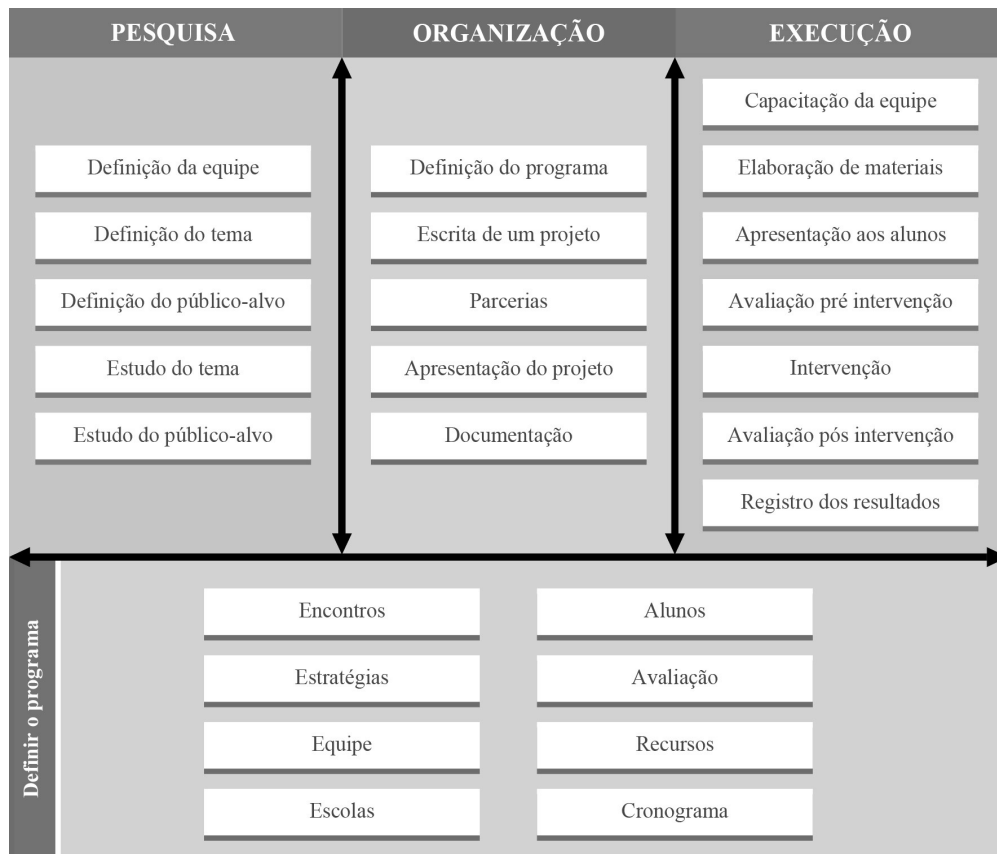 PESQUISA
Definição da equipe
Definição do tema
Definição do público-alvo
Estudo do tema
Estudo do público-alvo
ORGANIZAÇÃO
Definição do programa
Escrita de um projeto
Parcerias
Apresentação do projeto
Documentação
EXECUÇÃO
Capacitação da equipe
Elaboração de materiais
Apresentação aos alunos
Avaliação pré intervenção
Intervenção
Avaliação pós intervenção
Registro dos resultados
Definir o programa
Encontros
Estratégias
Equipe
Escolas
Alunos
Avaliação
Recursos
Cronograma